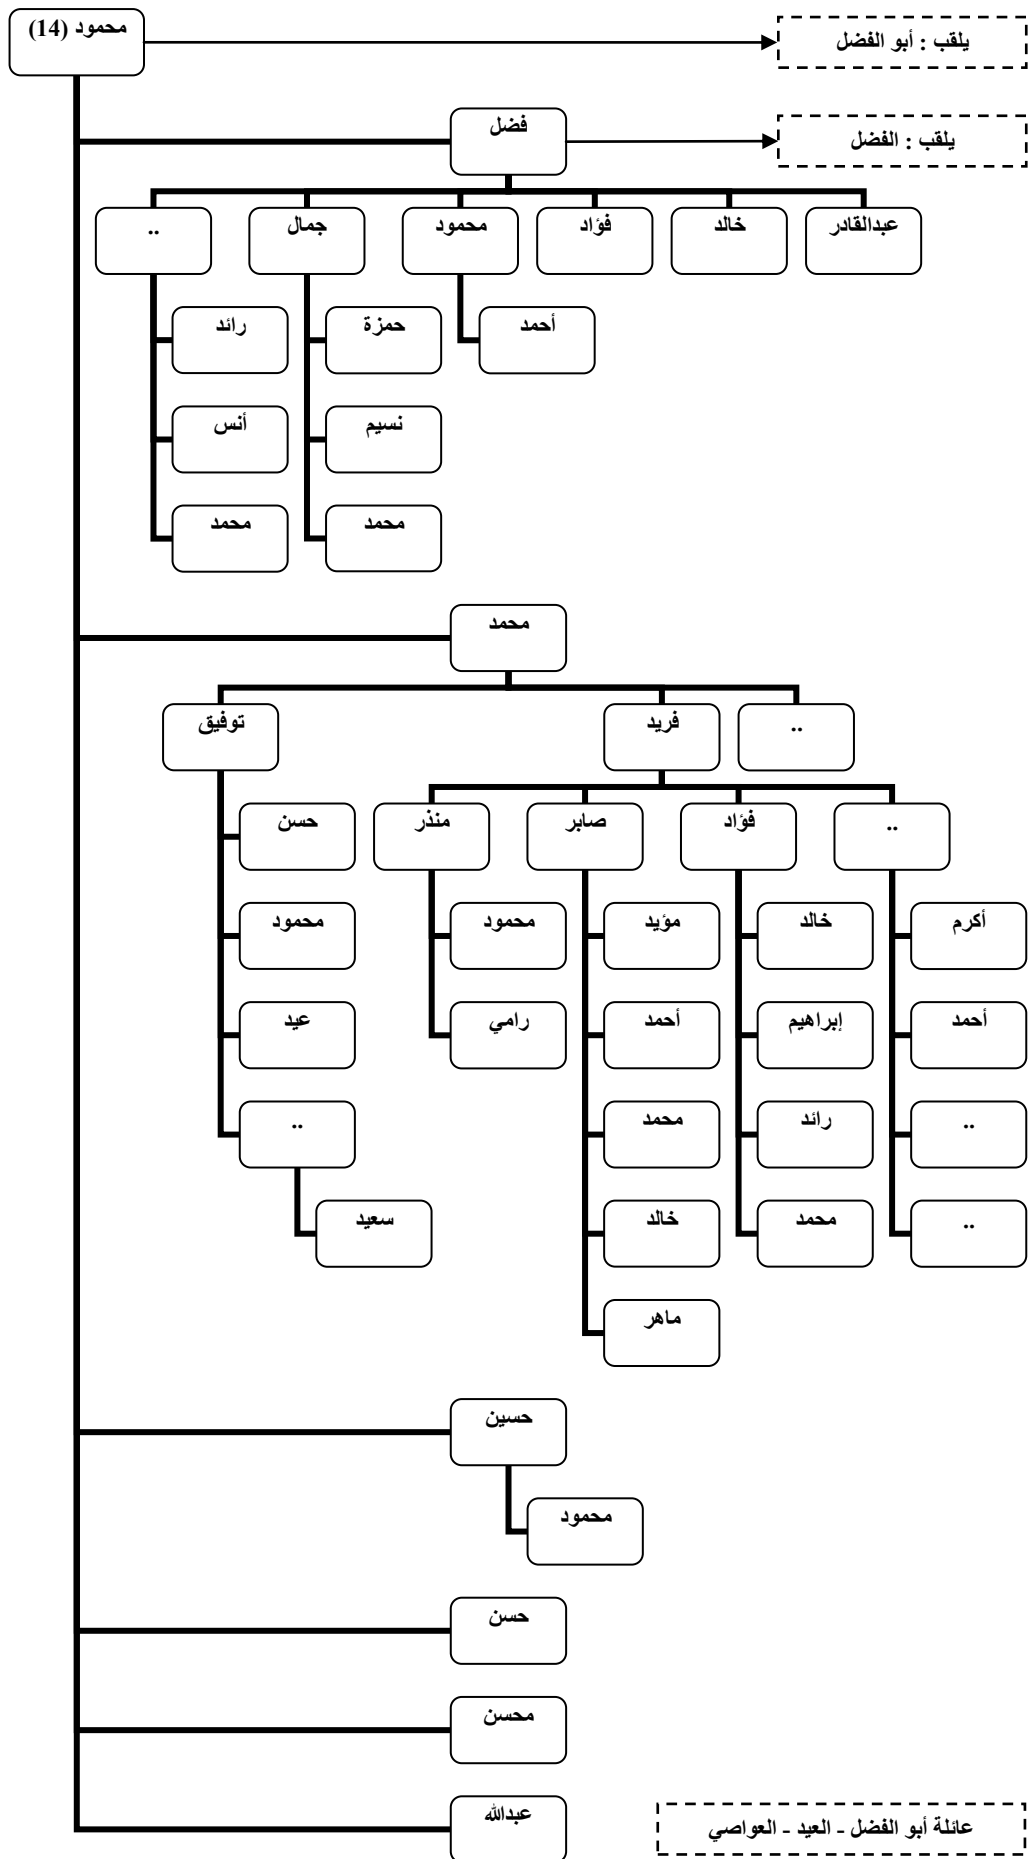 محمود (14)
يلقب : أبو الفضل
فضل
يلقب : الفضل
عبدالقادر
خالد
فؤاد
محمود
جمال
..
أحمد
حمزة
رائد
نسيم
أنس
محمد
محمد
محمد
..
فريد
توفيق
..
فؤاد
صابر
منذر
حسن
أكرم
خالد
مؤيد
محمود
محمود
أحمد
إبراهيم
أحمد
رامي
عيد
..
رائد
محمد
..
..
محمد
خالد
سعيد
ماهر
حسين
محمود
حسن
محسن
عبدالله
عائلة أبو الفضل - العيد - العواصي